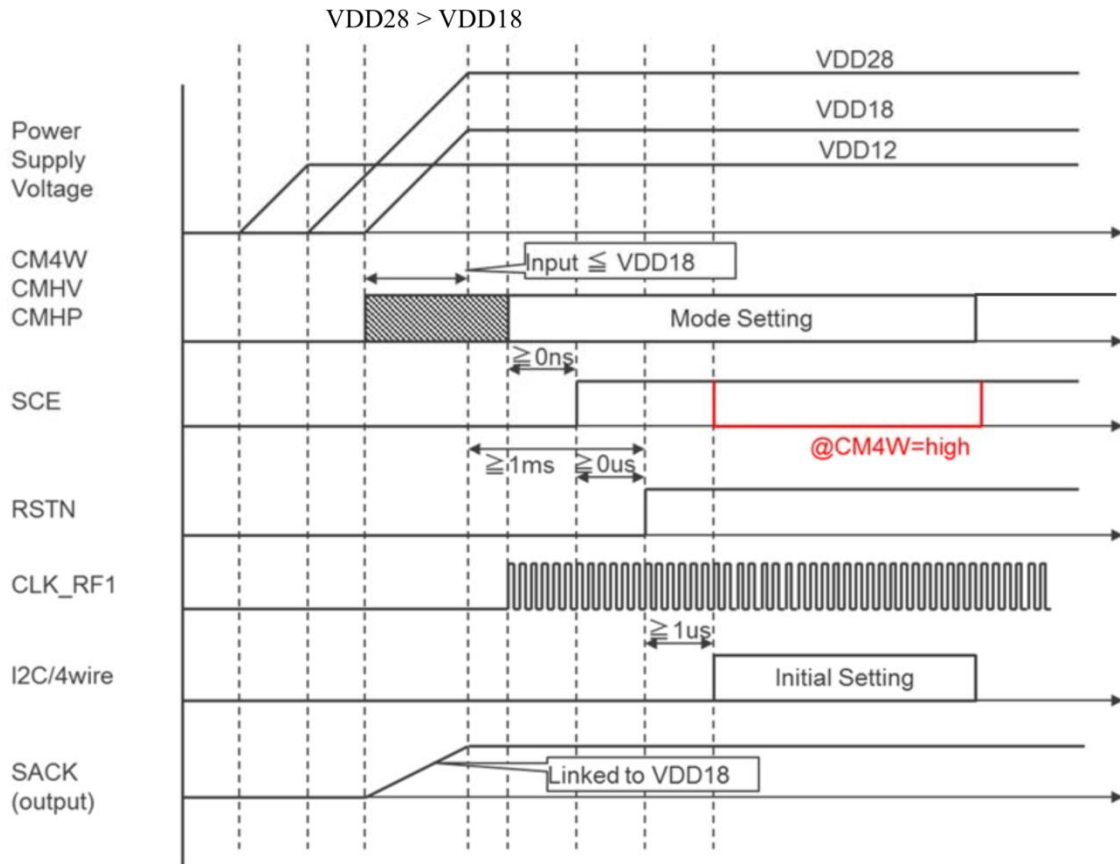 VDD28 > VDD18
VDD28
VDD18
VDD12
Power
Supply
Voltage
CM4W
CMHV
CMHP
Input ≦ VDD18
Mode Setting
≧0ns
SCE
@CM4W=high
≧1ms
≧0us
RSTN
CLK_RF1
≧1us
I2C/4wire
Initial Setting
SACK
(output)
Linked to VDD18